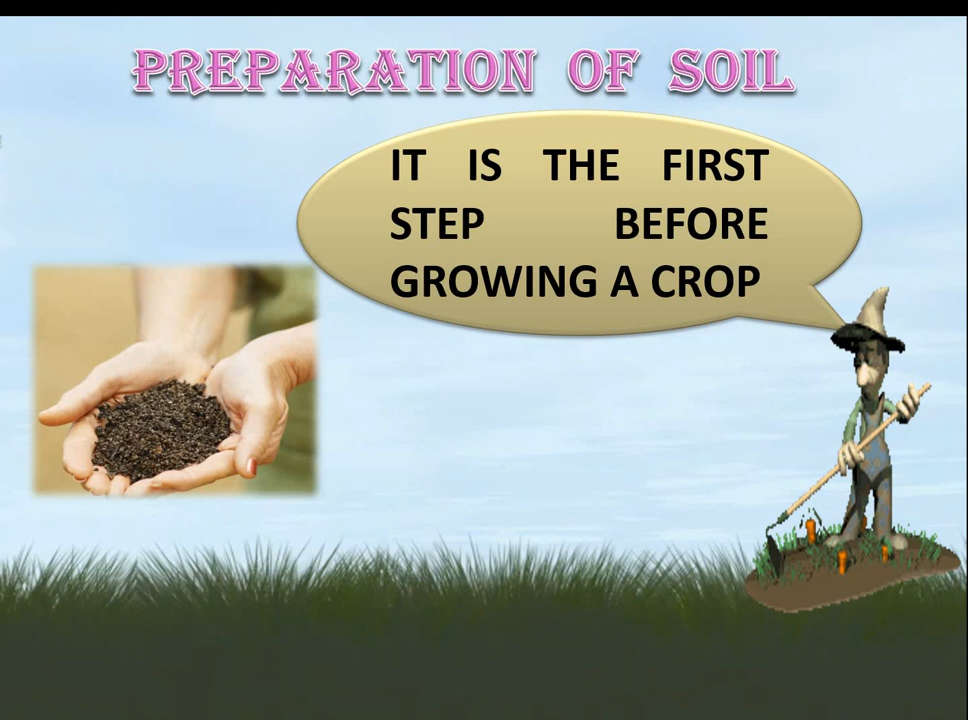 PREPARATION OF SOIL
IT IS THE FIRST
STEP BEFORE
GROWING A CROP